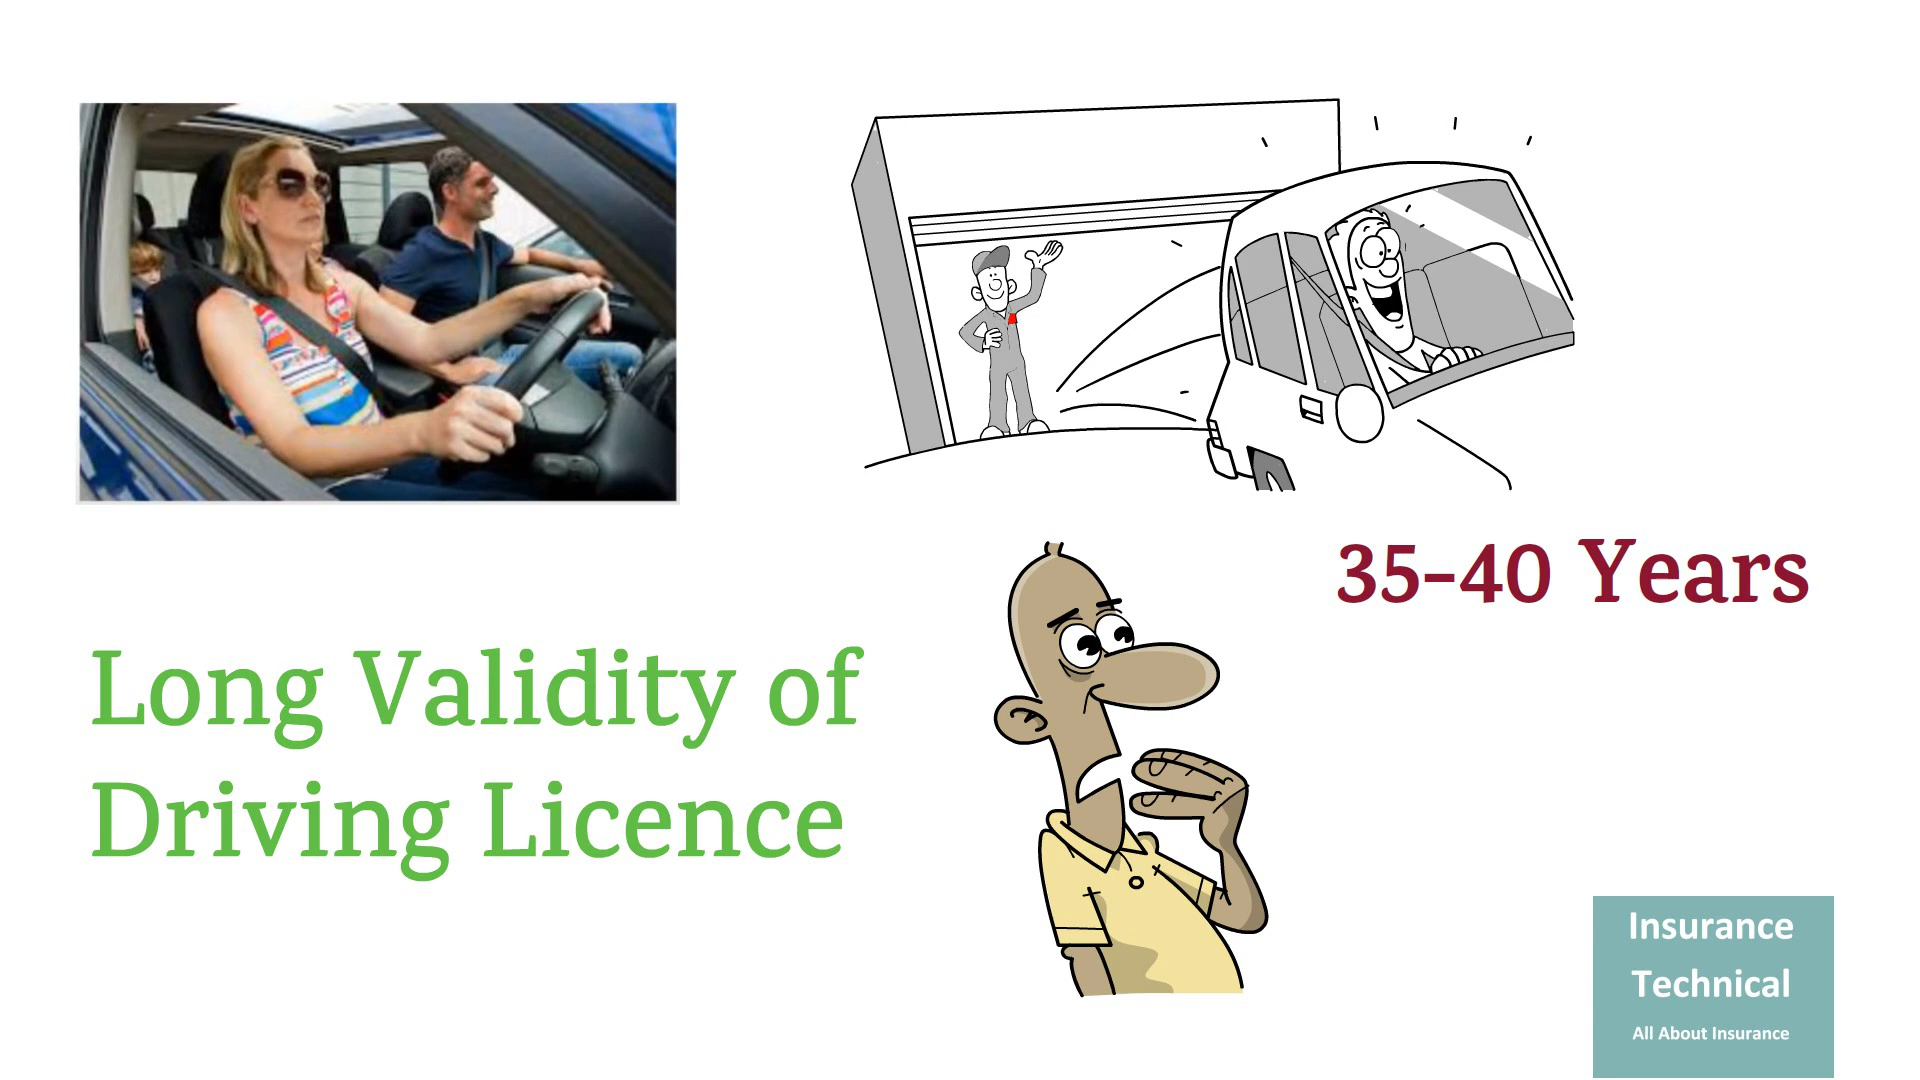 35-40 Years
Long Validity of
Driving Licence
Insurance
Technical
All About Insurance